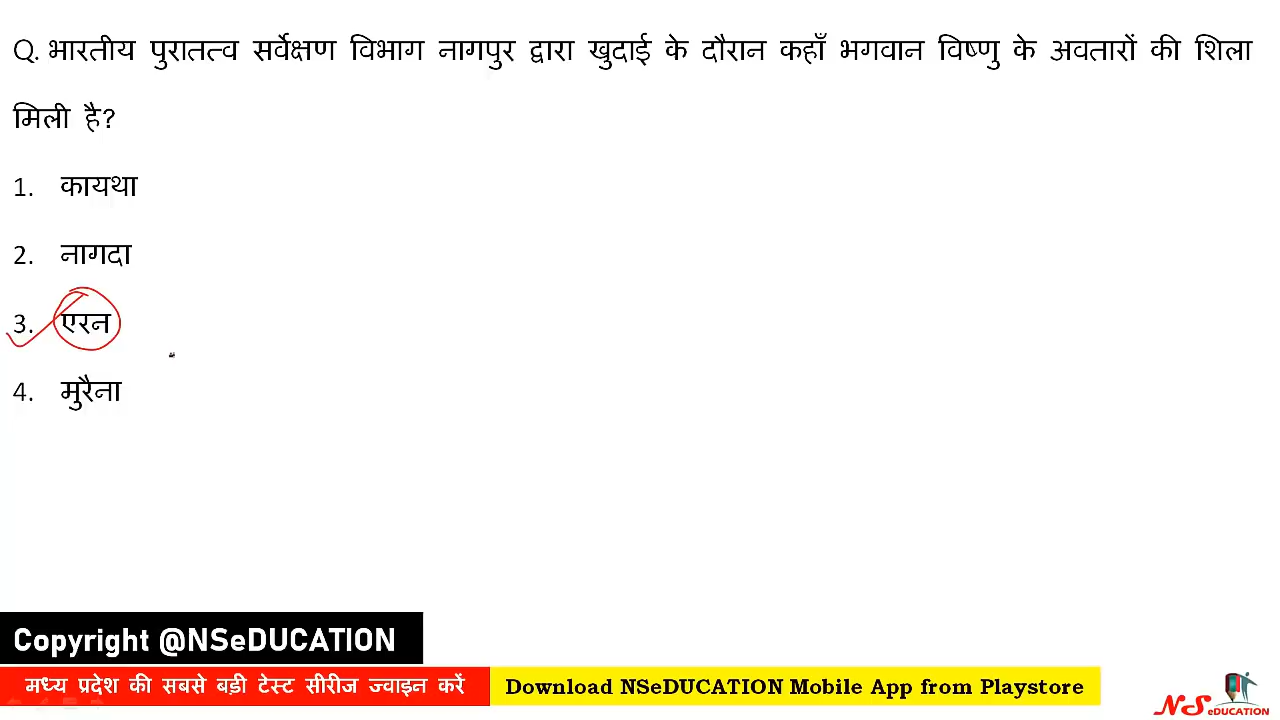 Q. भारतीय पुरातत्व सर्वेक्षण विभाग नागपुर द्वारा खुदाई के दौरान कहाँ भगवान विष्णु के अवतारों की शिला
मिली है?
1. कायथा
2. नागदा
3. एरन
4. मुरैना
Copyright @NSeDUCATION
मध्य प्रदेश की सबसे बड़ी टेस्ट सीरीज ज्वाइन करें
Download NSeDUCATION Mobile App from Playstore
NS eDUCATION